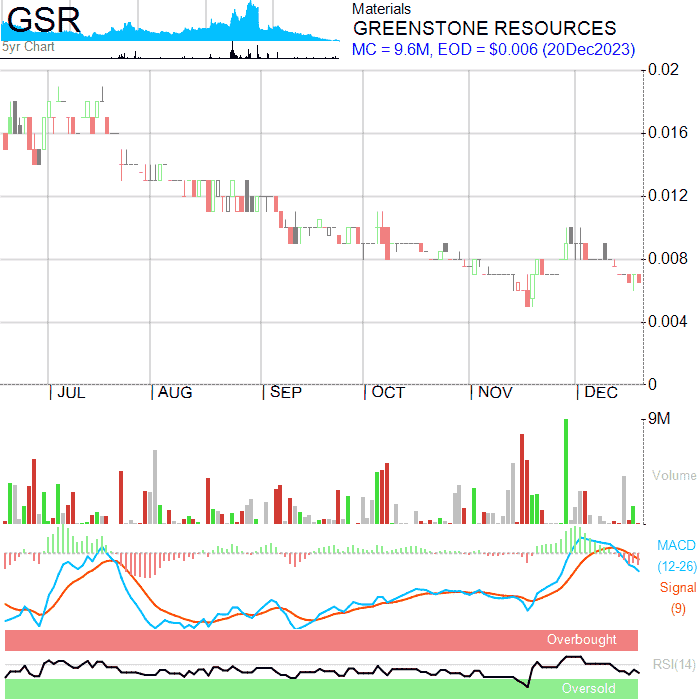 GSR
5yr Chart
Materials
GREENSTONE RESOURCES
MC = 9.6M, EOD = $0.006 (20Dec2023)
0.02
0.016
0.012
0.008
0.004
0
JUL
AUG
SEP
OCT
NOV
DEC
9M
Volume
MACD
(12-26)
Signal
(9)
Overbought
RSI(14)
Oversold